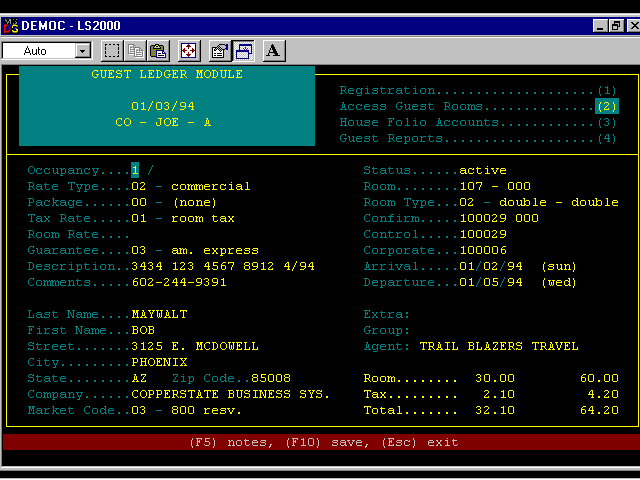 DEMOC - LS2000
Auto
GUEST LEDGER MODULE
01/03/94
CO - JOE - A
Registration....................(1)
Access Guest Rooms..............(2)
House Folio Accounts............(3)
Guest Reports...................(4)
Occupancy....1 /
Rate Type....02 - commercial
Package......00 - (none)
Tax Rate.....01 - room tax
Room Rate....
Guarantee....03 - am. express
Description..3434 123 4567 8912 4/94
Comments.....602-244-9391
Status......active
Room........107 - 000
Room Type...02 - double - double
Confirm.....100029 000
Control.....100029
Corporate...100006
Arrival.....01/02/94 (sun)
Departure...01/05/94 (wed)
Last Name....MAYWALT
First Name...BOB
Street.......3125 E. MCDOWELL
City.........PHOENIX
State........AZ Zip Code..85008
Company......COPPERSTATE BUSINESS SYS.
Market Code..03 - 800 resv.
Extra:
Group:
Agent: TRAIL BLAZERS TRAVEL
Room........ 30.00 60.00
Tax......... 2.10 4.20
Total....... 32.10 64.20
(F5) notes, (F10) save, (Esc) exit